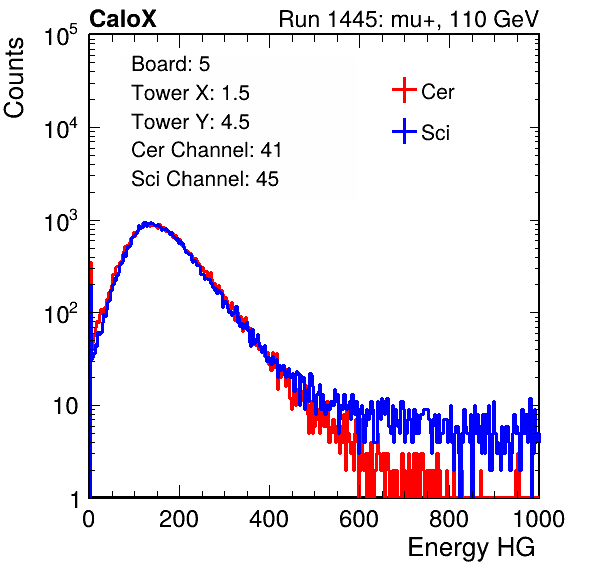 CaloX Run 1445: mu+, 110 GeV
Counts
10^5
10^4
10^3
10^2
10
1
Board: 5
Tower X: 1.5
Tower Y: 4.5
Cer Channel: 41
Sci Channel: 45
Cer
Sci
0 200 400 600 800 1000
Energy HG